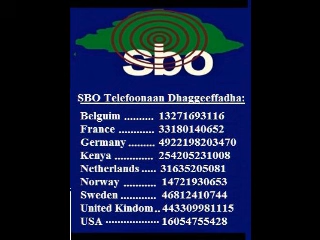 sbo
SBO Telefoonaan Dhaggeeffadha:
Belguim .......... 13271693116
France ............ 33180140652
Germany ......... 4922198203470
Kenya ............. 254205231008
Netherlands ..... 31635205081
Norway ........... 14721930653
Sweden ............ 46812410744
United Kindom .. 443309981115
USA .................. 16054755428